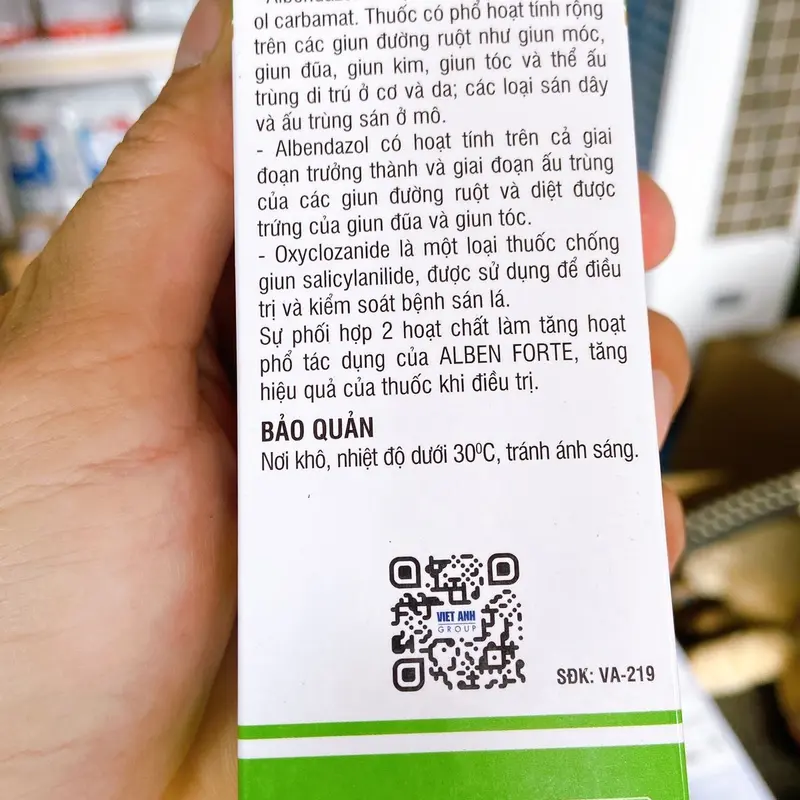 - Albendazol
ol carbamat. Thuốc có phổ hoạt tính rộng
trên các giun đường ruột như giun móc,
giun đũa, giun kim, giun tóc và thể ấu
trùng di trú ở cơ và da; các loại sán dây
và ấu trùng sán ở mô.
- Albendazol có hoạt tính trên cả giai
đoạn trưởng thành và giai đoạn ấu trùng
của các giun đường ruột và diệt được
trứng của giun đũa và giun tóc.
- Oxyclozanide là một loại thuốc chống
giun salicylanilide, được sử dụng để điều
trị và kiểm soát bệnh sán lá.
Sự phối hợp 2 hoạt chất làm tăng hoạt
phổ tác dụng của ALBEN FORTE, tăng
hiệu quả của thuốc khi điều trị.
BẢO QUẢN
Nơi khô, nhiệt độ dưới 30⁰C, tránh ánh sáng.
VIET ANH
GROUP
SĐK: VA-219